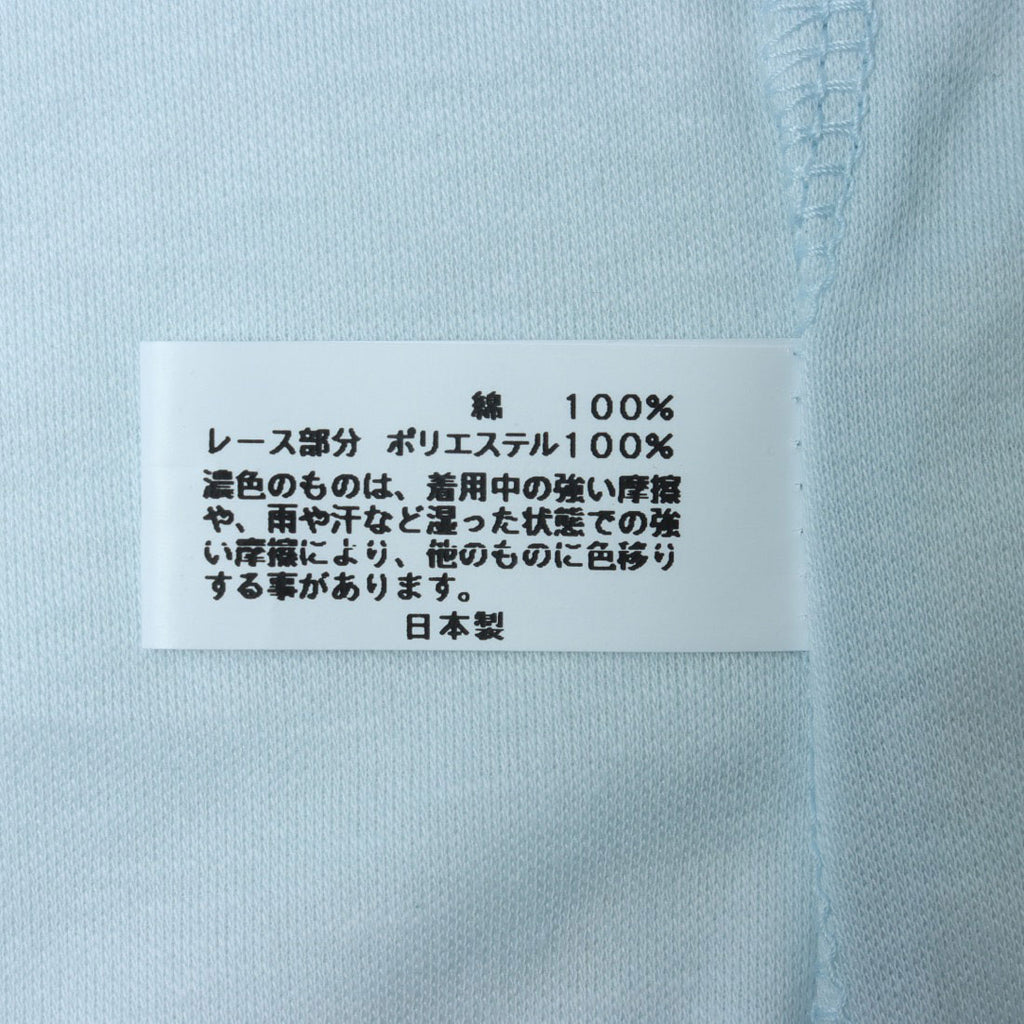 綿　１００％
レース部分　ポリエステル１００％
濃色のものは、着用中の強い摩擦
や、雨や汗など湿った状態での強
い摩擦により、他のものに色移り
する事があります。
日本製